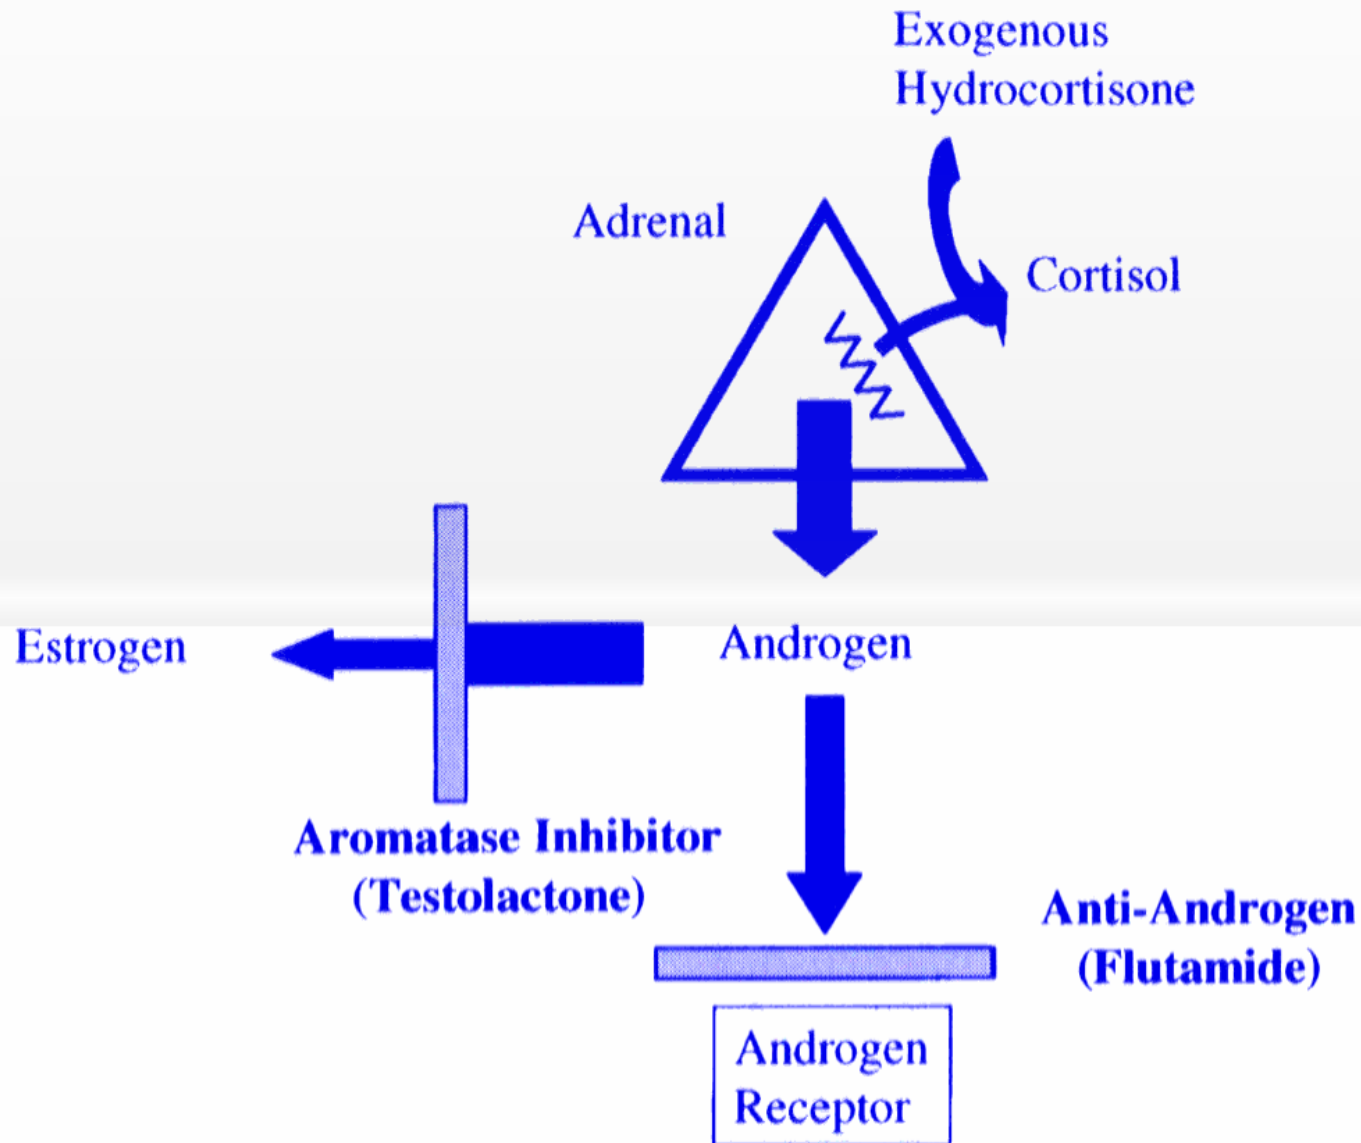 Exogenous
Hydrocortisone
Adrenal
Cortisol
Estrogen
Androgen
Aromatase Inhibitor
(Testolactone)
Anti-Androgen
(Flutamide)
Androgen
Receptor